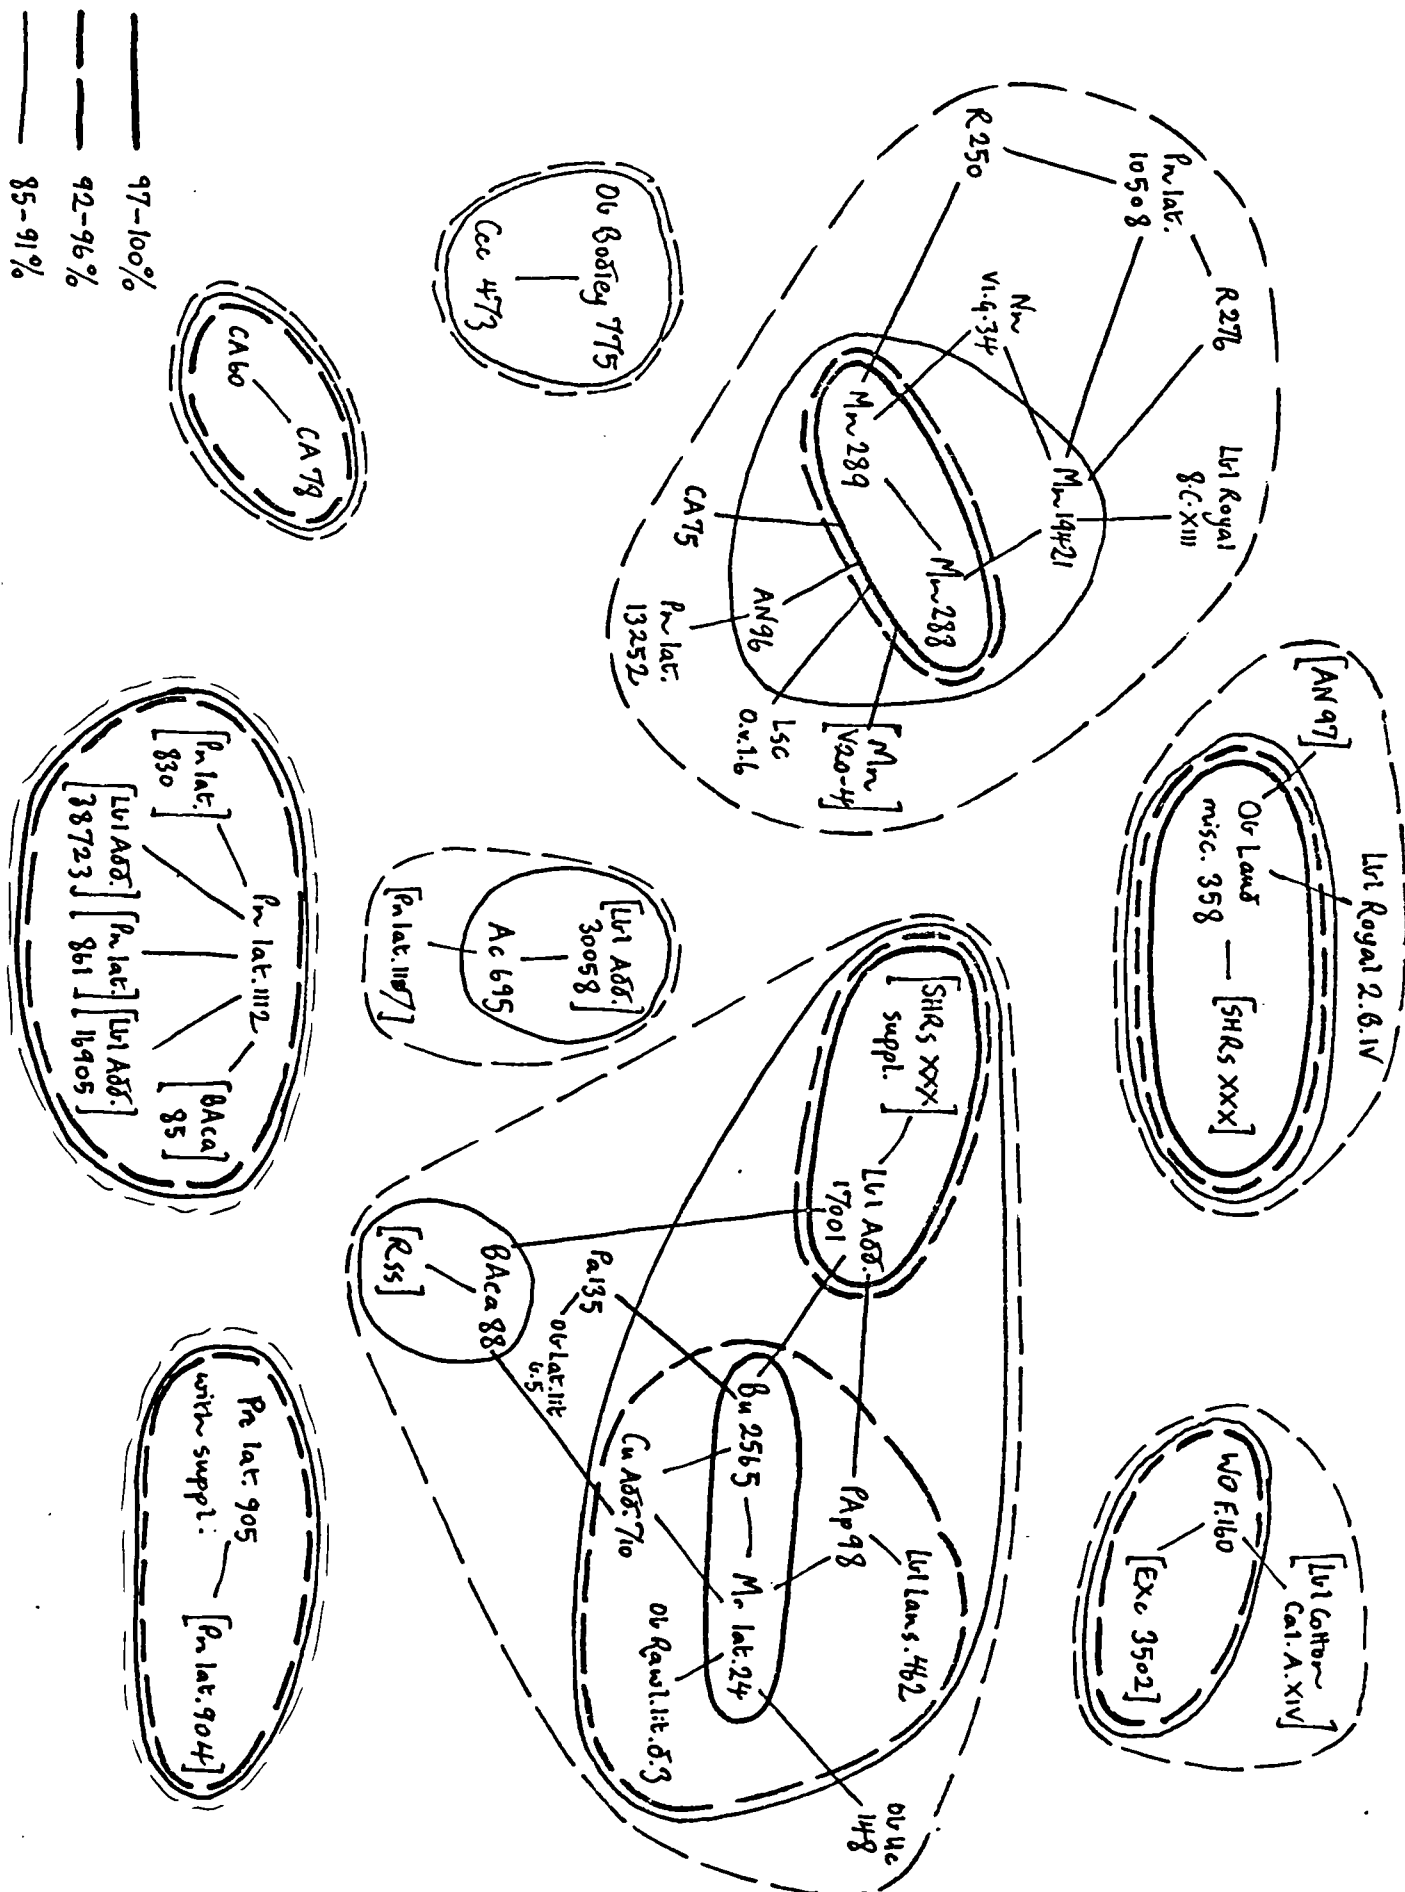 Pn lat.
10508
R 276
R 250
Nn
VI.G.34
Lbl Royal
8.C.XIII
Mn 19421
Mn 289
Mn 288
CA 75
AN 96
Pn lat.
13252
Lsc
O.v.1.6
[Mn
V20-4]
[AN 97]
Lbl Royal 2.B.IV
Ob Laud
misc. 358
[SHRs XXX]
Ob Bodley 775
Ccc 473
CA 60
CA 78
[Lbl Add.
30058]
Ac 695
[Pn lat. 1187]
[SHRs XXX
suppl.]
Lbl Add.
17001
BAca 88
[Rss]
Pa 135
Ob Lat. lit
b.5
Bu 2565
Mr lat. 24
Cu Add. 710
PAp 98
Lbl Lans. 462
Ob Rawl. lit. d.3
Ob Uc
148
[Lbl Cotton
Cal. A. XIV]
WO F.160
[EXc 3502]
Pn lat. 1112
[Pn lat.
830]
[Lbl Add.
38723]
[Pn lat.
861]
[Lbl Add.
16905]
[BAca
85]
Pn lat. 905
with suppl:
[Pn lat. 904]
97-100%
92-96%
85-91%